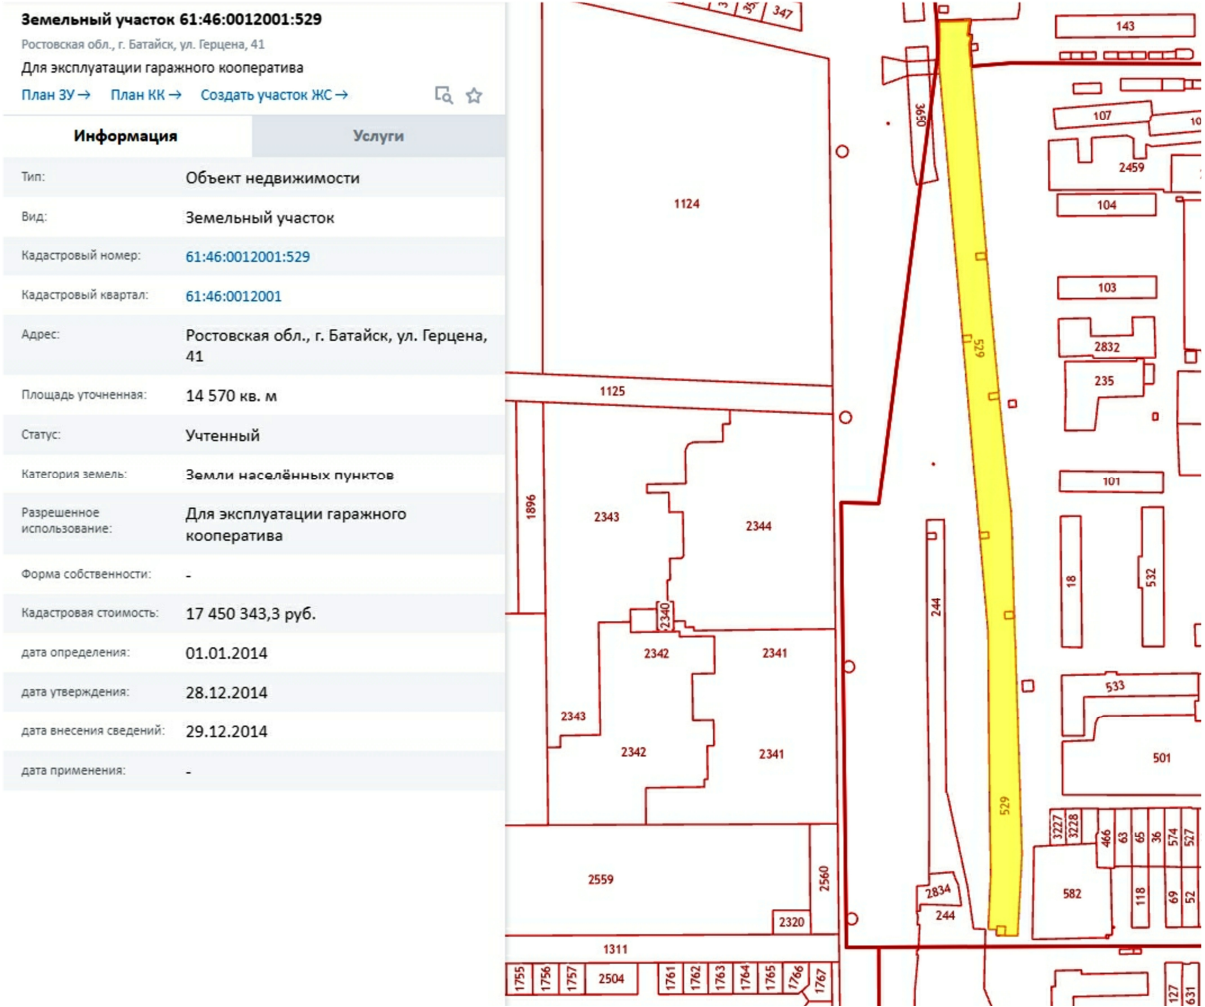 Земельный участок 61:46:0012001:529
Ростовская обл., г. Батайск, ул. Герцена, 41
Для эксплуатации гаражного кооператива
План ЗУ → План КК → Создать участок ЖС →
Информация Услуги
Тип: Объект недвижимости
Вид: Земельный участок
Кадастровый номер: 61:46:0012001:529
Кадастровый квартал: 61:46:0012001
Адрес: Ростовская обл., г. Батайск, ул. Герцена,
41
Площадь уточненная: 14 570 кв. м
Статус: Учтенный
Категория земель: Земли населённых пунктов
Разрешенное
использование:
Для эксплуатации гаражного
кооператива
Форма собственности: -
Кадастровая стоимость: 17 450 343,3 руб.
дата определения: 01.01.2014
дата утверждения: 28.12.2014
дата внесения сведений: 29.12.2014
дата применения: -
347
143
3650
107
2459
1124
104
103
529
2832
235
1125
101
1896
2343
2344
18
532
244
2340
2342
2341
533
2343
2342
2341
501
529
3227
3228
466
63
65
36
574
527
2559
2560
2834
582
118
69
52
2320
244
1311
1755
1756
1757
2504
1761
1762
1763
1764
1765
1766
1767
127
631